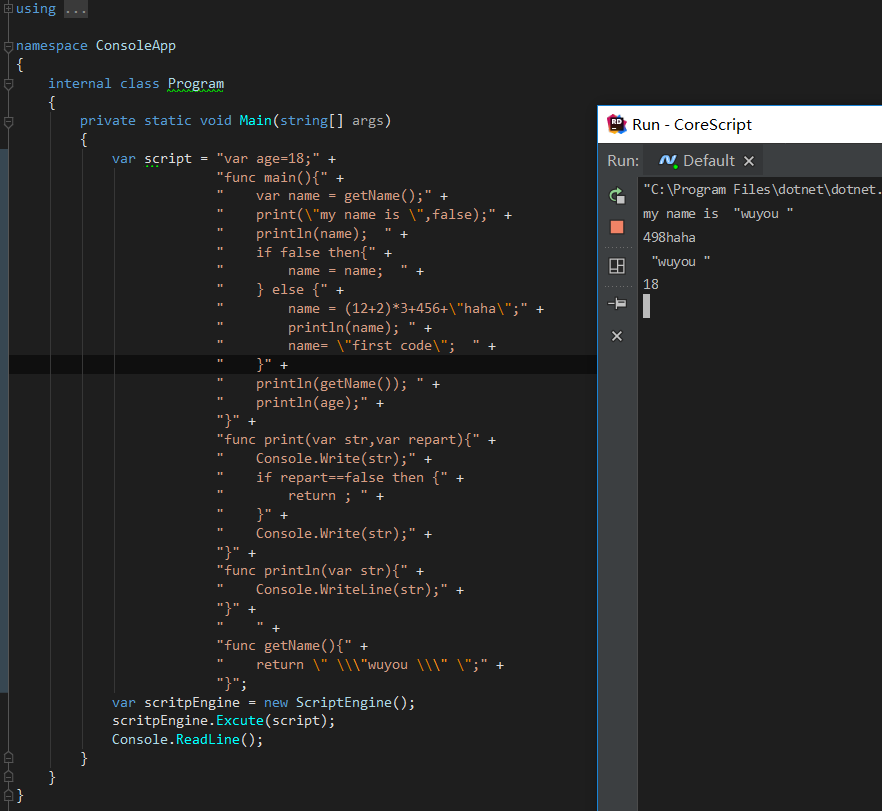 using ...
namespace ConsoleApp
{
    internal class Program
    {
        private static void Main(string[] args)
        {
            var script = "var age=18;" +
                         "func main(){" +
                         "    var name = getName();" +
                         "    print(\"my name is \",false);" +
                         "    println(name);  " +
                         "    if false then{" +
                         "        name = name;  " +
                         "    } else {" +
                         "        name = (12+2)*3+456+\"haha\";" +
                         "        println(name); " +
                         "        name= \"first code\";  " +
                         "    }" +
                         "    println(getName()); " +
                         "    println(age);" +
                         "}" +
                         "func print(var str,var repart){" +
                         "    Console.Write(str);" +
                         "    if repart==false then {" +
                         "        return ; " +
                         "    }" +
                         "    Console.Write(str);" +
                         "}" +
                         "func println(var str){" +
                         "    Console.WriteLine(str);" +
                         "}" +
                         "    " +
                         "func getName(){" +
                         "    return \" \\\"wuyou \\\" \";" +
                         "}";
            var scritpEngine = new ScriptEngine();
            scritpEngine.Excute(script);
            Console.ReadLine();
        }
    }
}
RD Run - CoreScript
Run: Default
"C:\Program Files\dotnet\dotnet.
my name is  "wuyou "
498haha
 "wuyou "
18